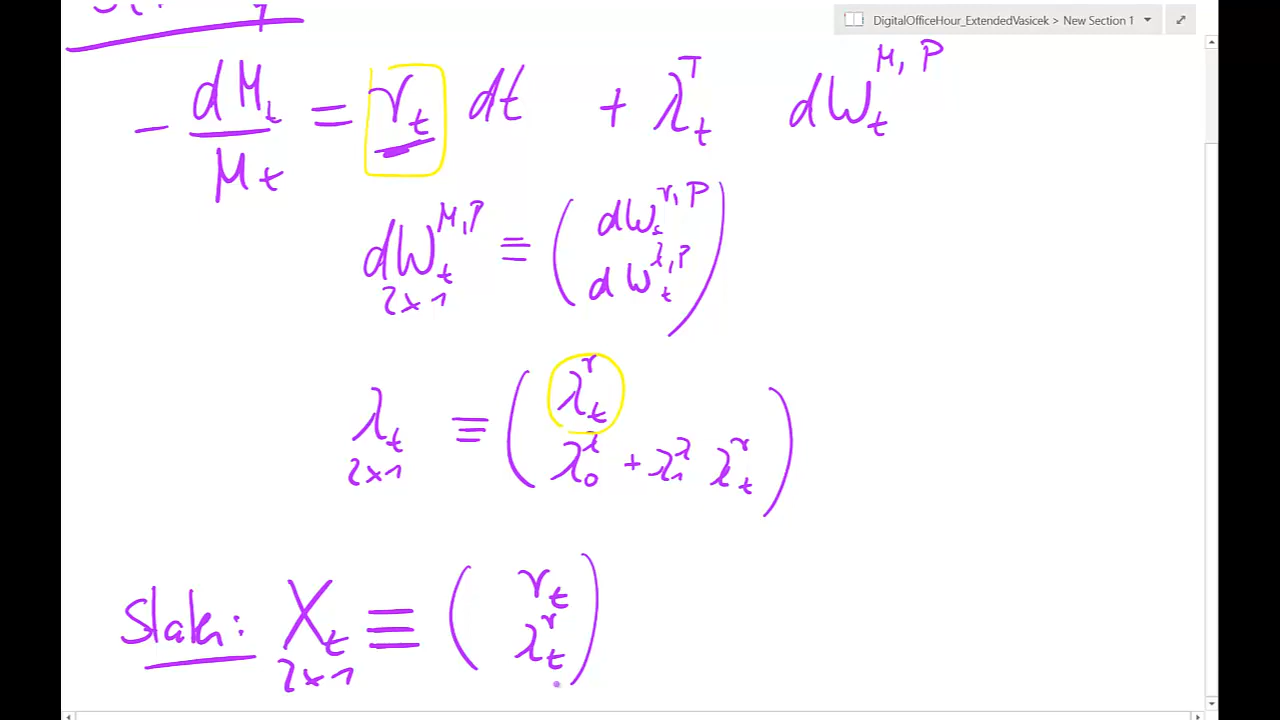 DigitalOfficeHour_ExtendedVasicek > New Section 1
− dM_t / M_t = r_t dt + λ_t^T dW_t^{M,P}
dW_t^{M,P} ≡ ( dW_t^{r,P}
2×1 dW_t^{λ,P} )
λ_t ≡ ( λ_t^r
2×1 λ_0^λ + λ_1^λ λ_t^r )
States: X_t ≡ ( r_t
2×1 λ_t^r )